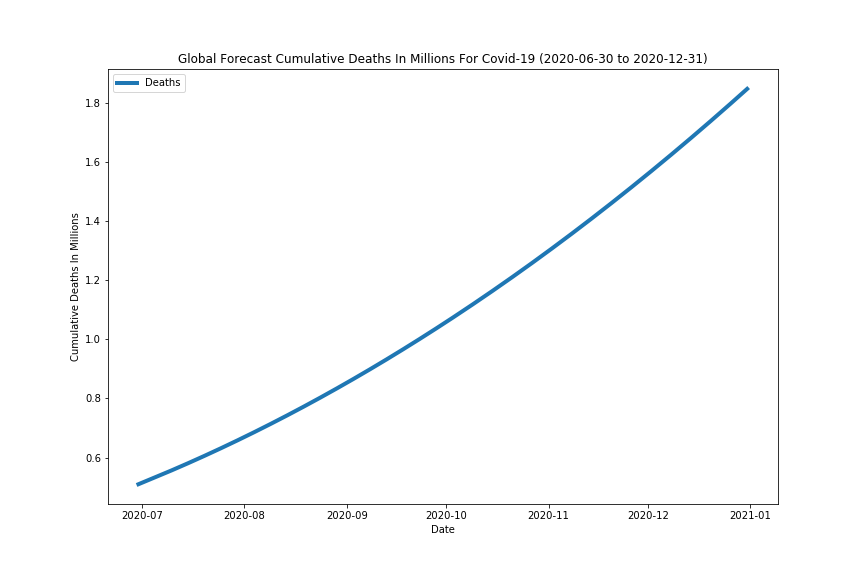 Global Forecast Cumulative Deaths In Millions For Covid-19 (2020-06-30 to 2020-12-31)
Deaths
Cumulative Deaths In Millions
1.8
1.6
1.4
1.2
1.0
0.8
0.6
2020-07 2020-08 2020-09 2020-10 2020-11 2020-12 2021-01
Date